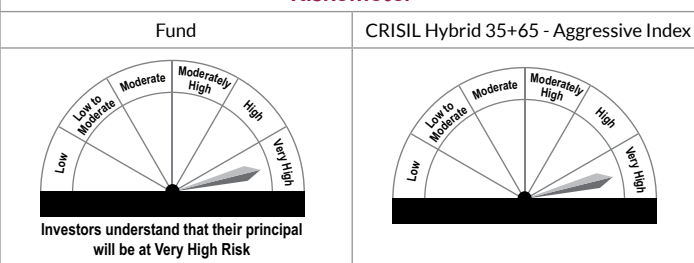 Fund
CRISIL Hybrid 35+65 - Aggressive Index
Low
Low to
Moderate
Moderate
Moderately
High
High
Very High
Low
Low to
Moderate
Moderate
Moderately
High
High
Very High
Investors understand that their principal
will be at Very High Risk